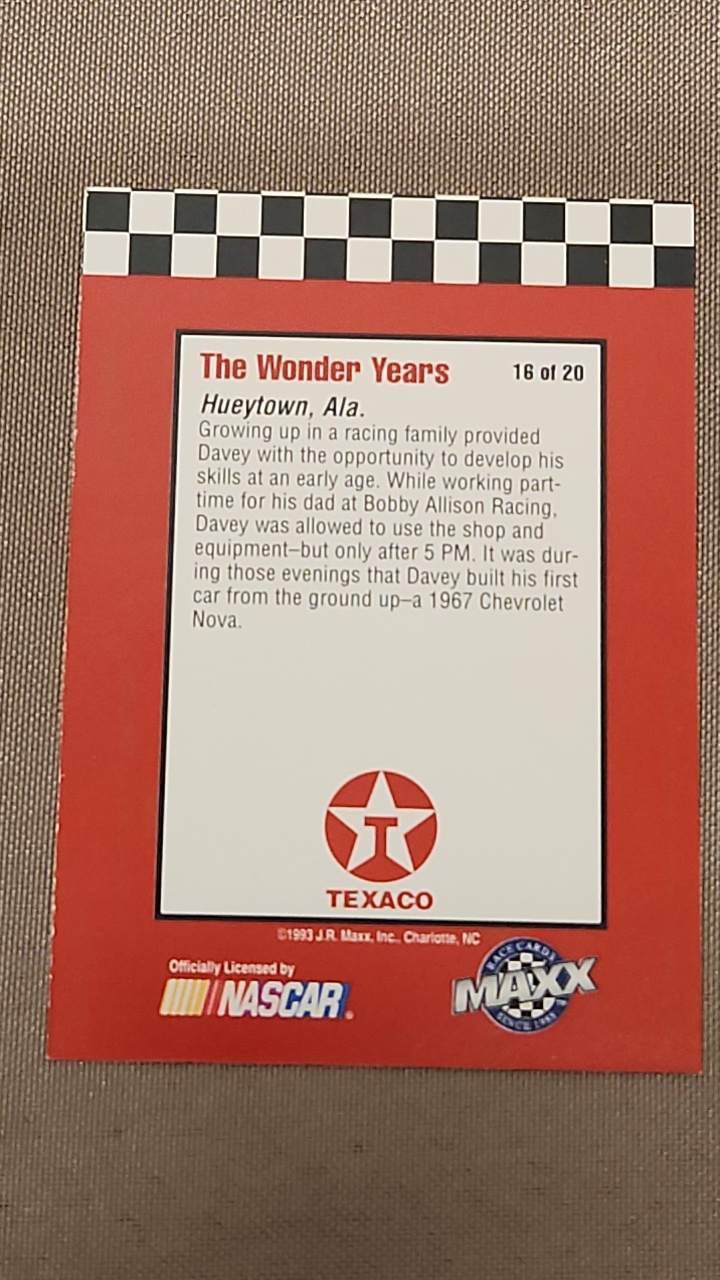 The Wonder Years
16 of 20
Hueytown, Ala.
Growing up in a racing family provided
Davey with the opportunity to develop his
skills at an early age. While working part-
time for his dad at Bobby Allison Racing,
Davey was allowed to use the shop and
equipment–but only after 5 PM. It was dur-
ing those evenings that Davey built his first
car from the ground up–a 1967 Chevrolet
Nova.
T
TEXACO
©1993 J.R. Maxx, Inc., Charlotte, NC
Officially Licensed by
NASCAR®
RACE CARDS
MAXX
SINCE 1988